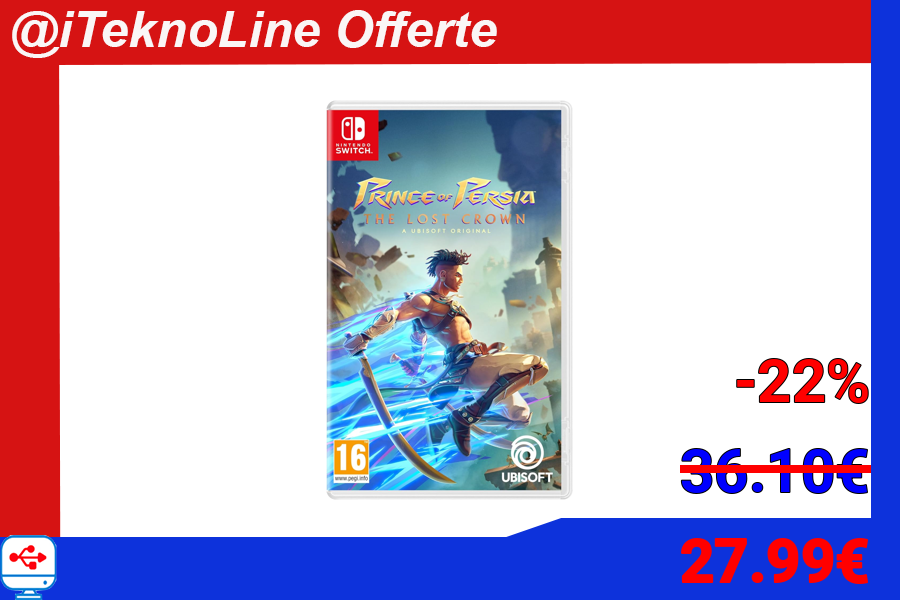 @iTeknoLine Offerte
NINTENDO
SWITCH.
PRINCE OF PERSIA
THE LOST CROWN
A UBISOFT ORIGINAL
-22%
36.10€
16
www.pegi.info
UBISOFT
27.99€